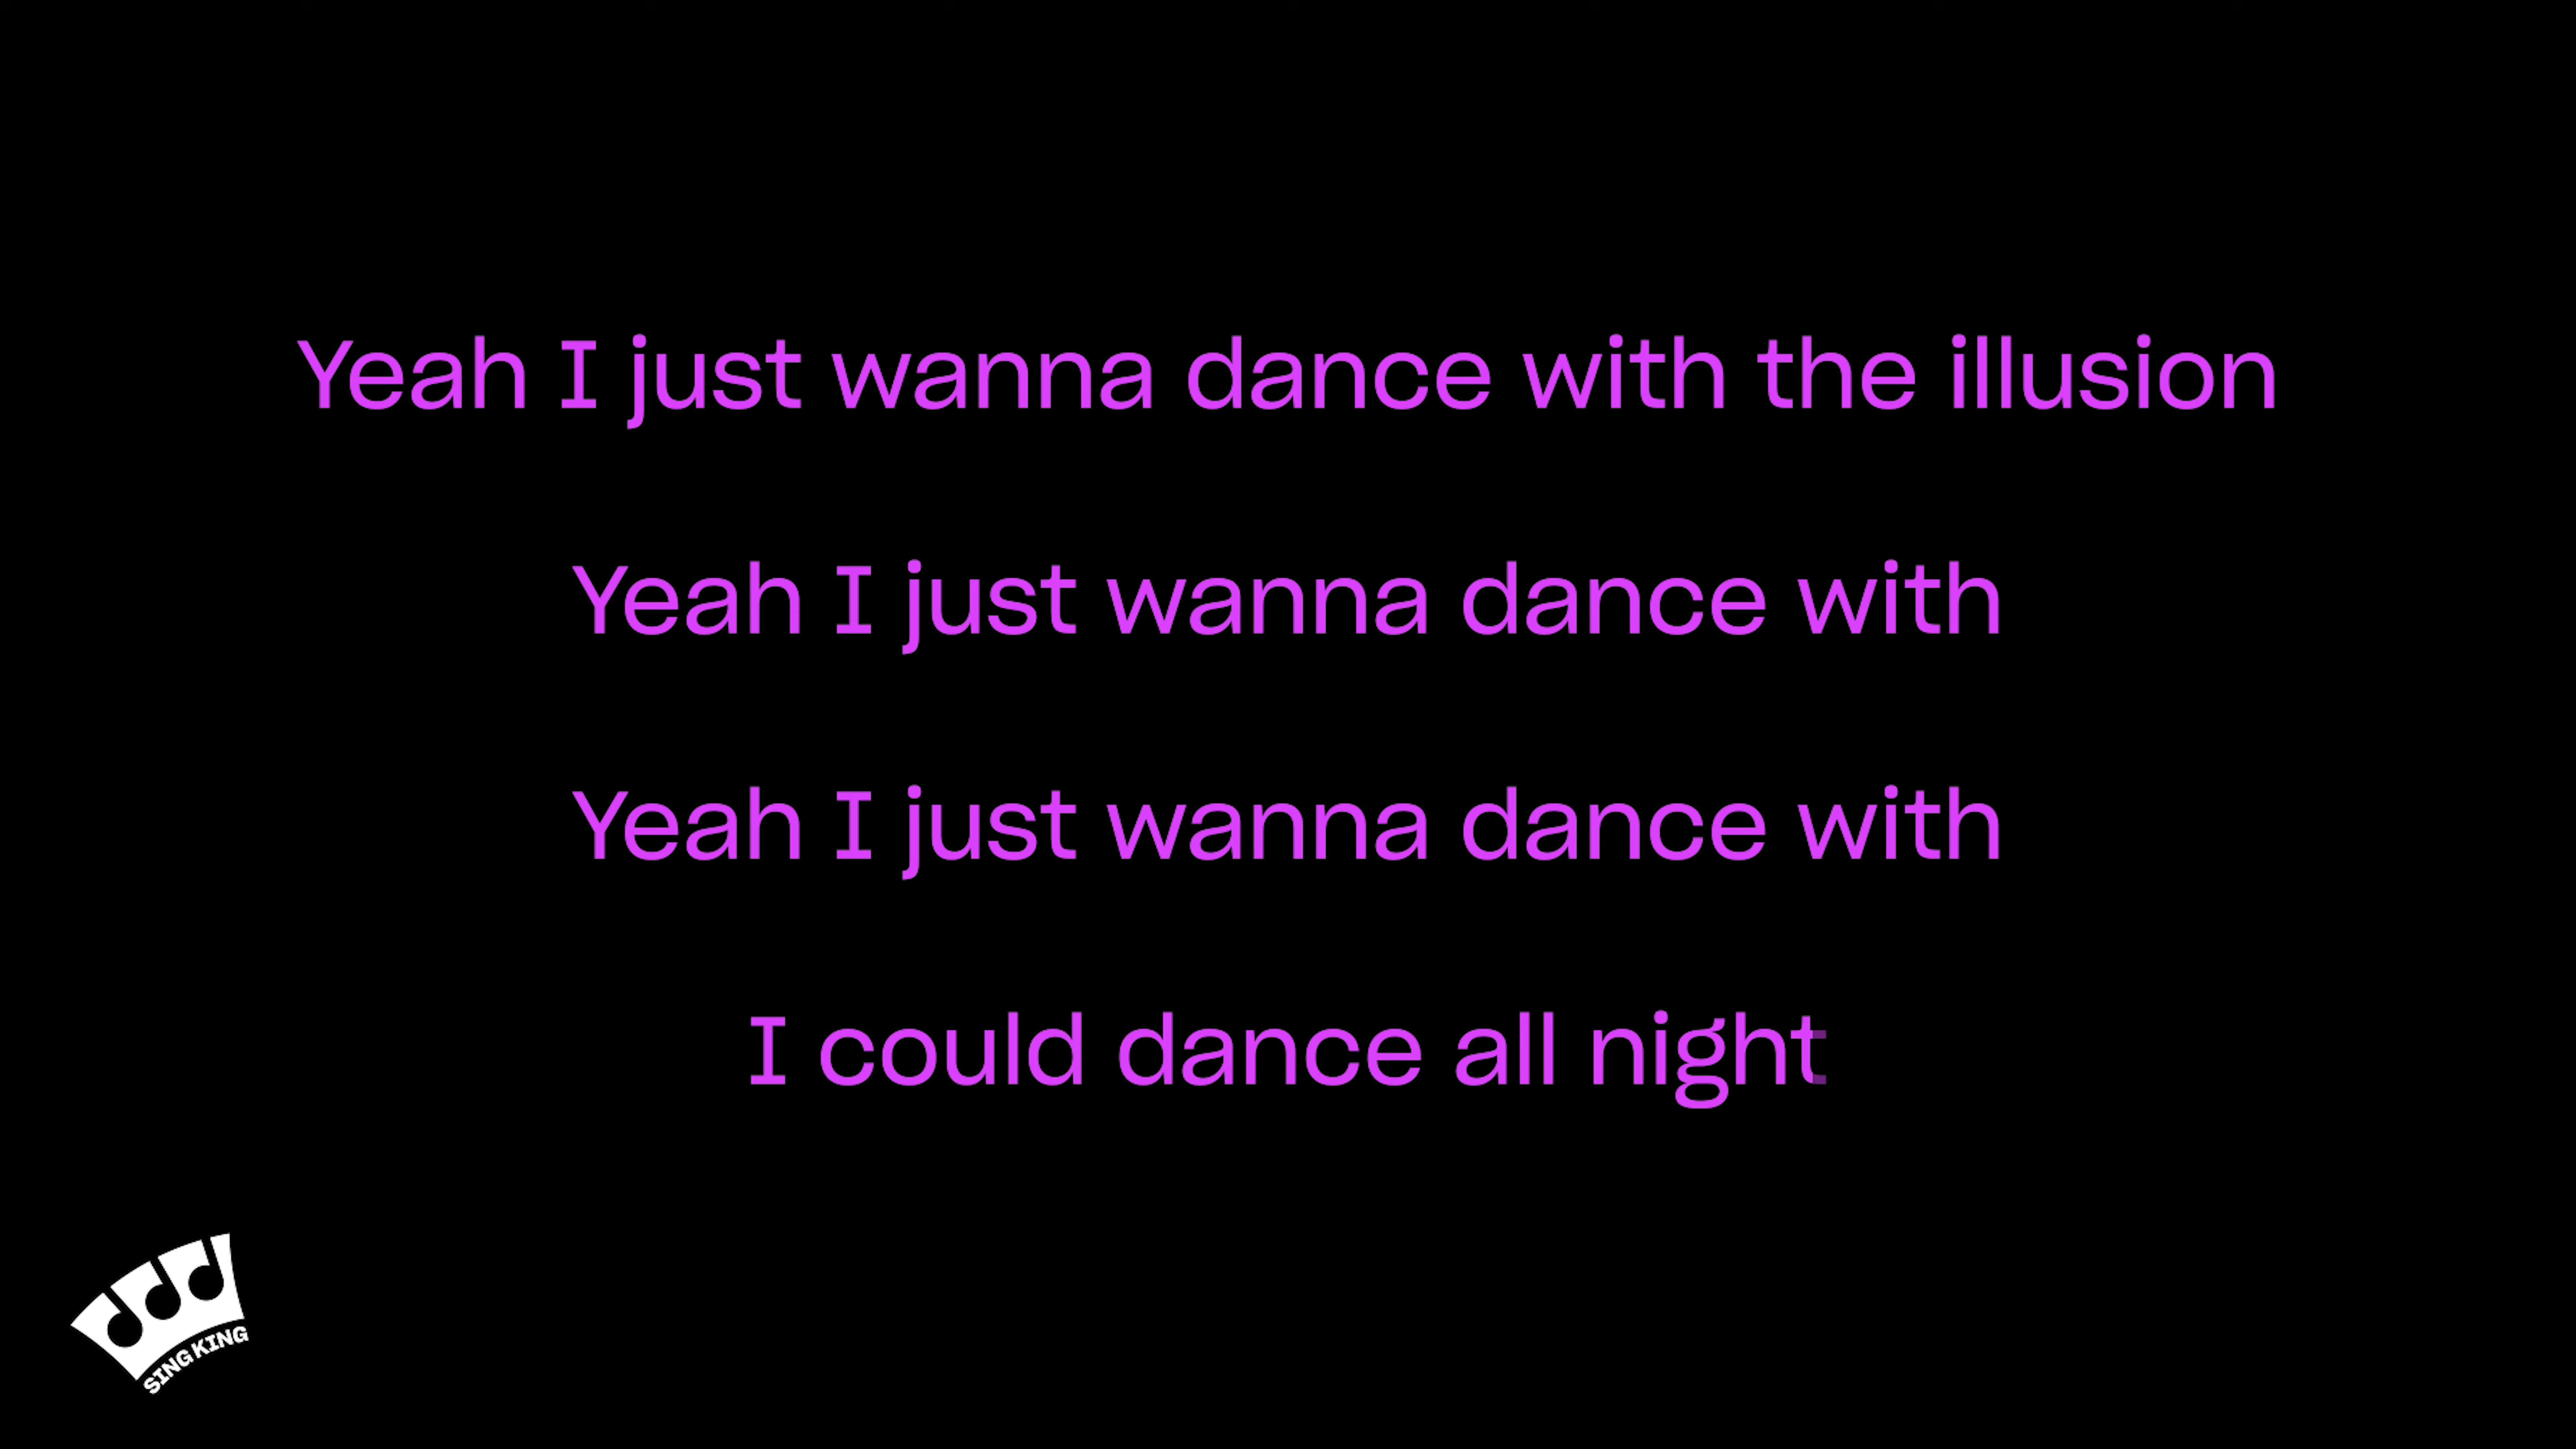 Yeah I just wanna dance with the illusion
Yeah I just wanna dance with
Yeah I just wanna dance with
I could dance all night
SING KING